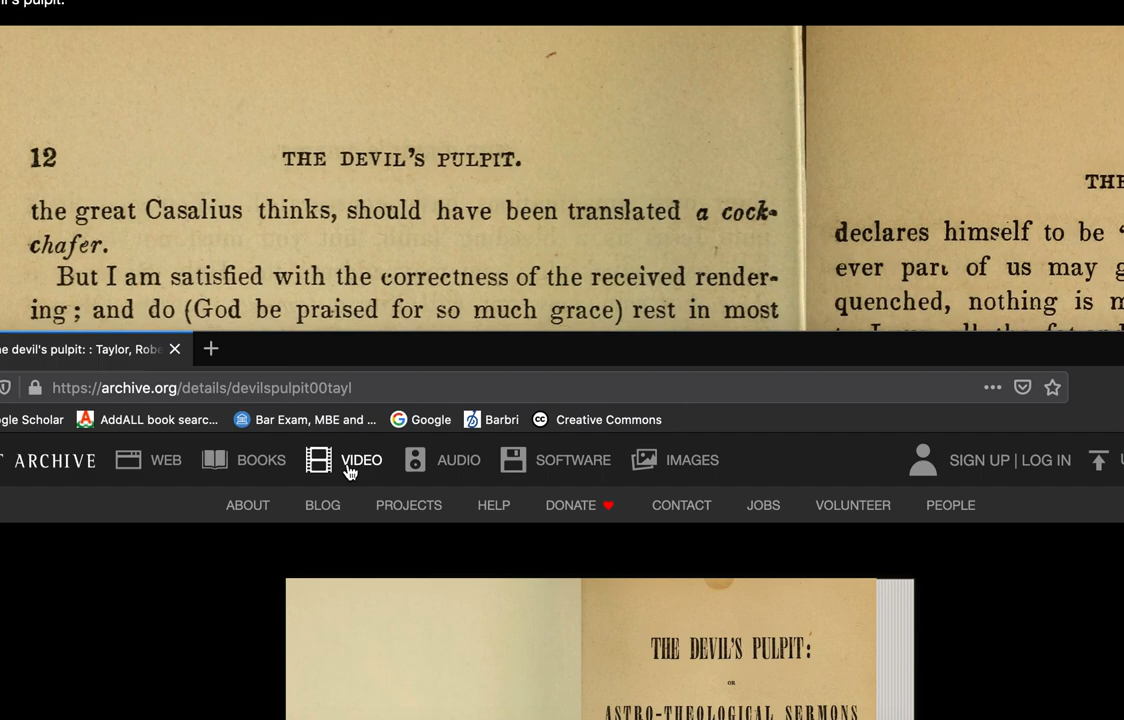 12
THE DEVIL'S PULPIT.
the great Casalius thinks, should have been translated a cock-
chafer.
But I am satisfied with the correctness of the received render-
ing; and do (God be praised for so much grace) rest in most
declares himself to be
ever part of us may
quenched, nothing is
devil's pulpit: : Taylor, Robe
https://archive.org/details/devilspulpit00tayl
gle Scholar
AddALL book searc...
Bar Exam, MBE and ...
Google
Barbri
Creative Commons
ARCHIVE
WEB
BOOKS
VIDEO
AUDIO
SOFTWARE
IMAGES
SIGN UP | LOG IN
ABOUT
BLOG
PROJECTS
HELP
DONATE
CONTACT
JOBS
VOLUNTEER
PEOPLE
THE DEVIL'S PULPIT:
OR
ASTRO-THEOLOGICAL SERMONS